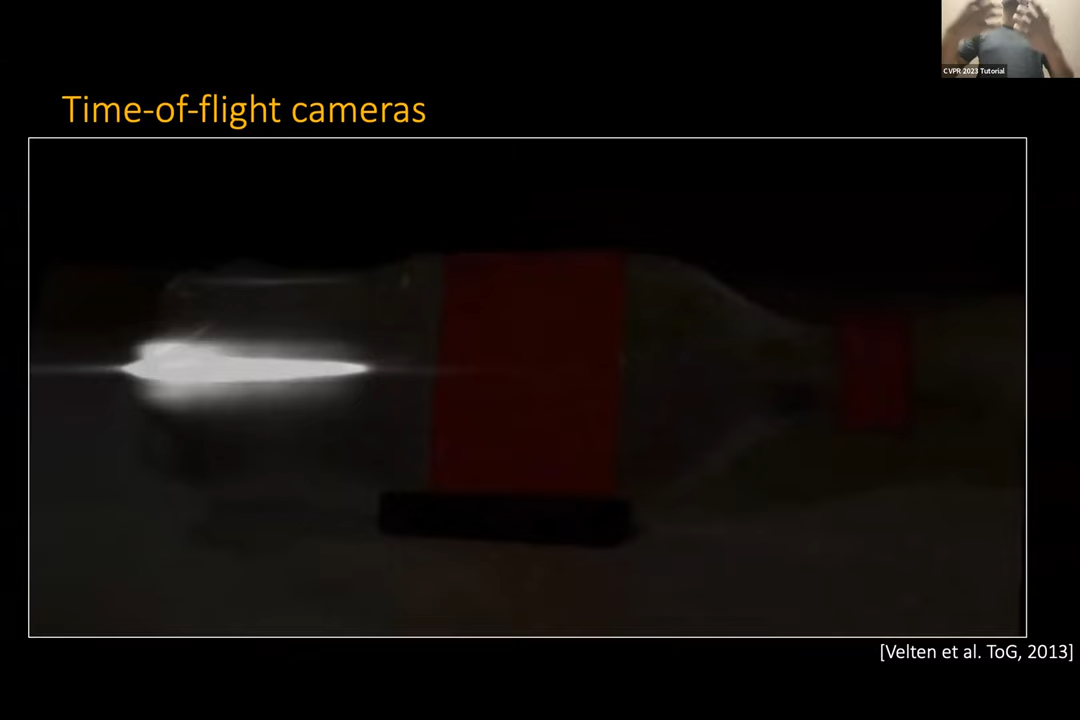 CVPR 2023 Tutorial
Time-of-flight cameras
[Velten et al. ToG, 2013]